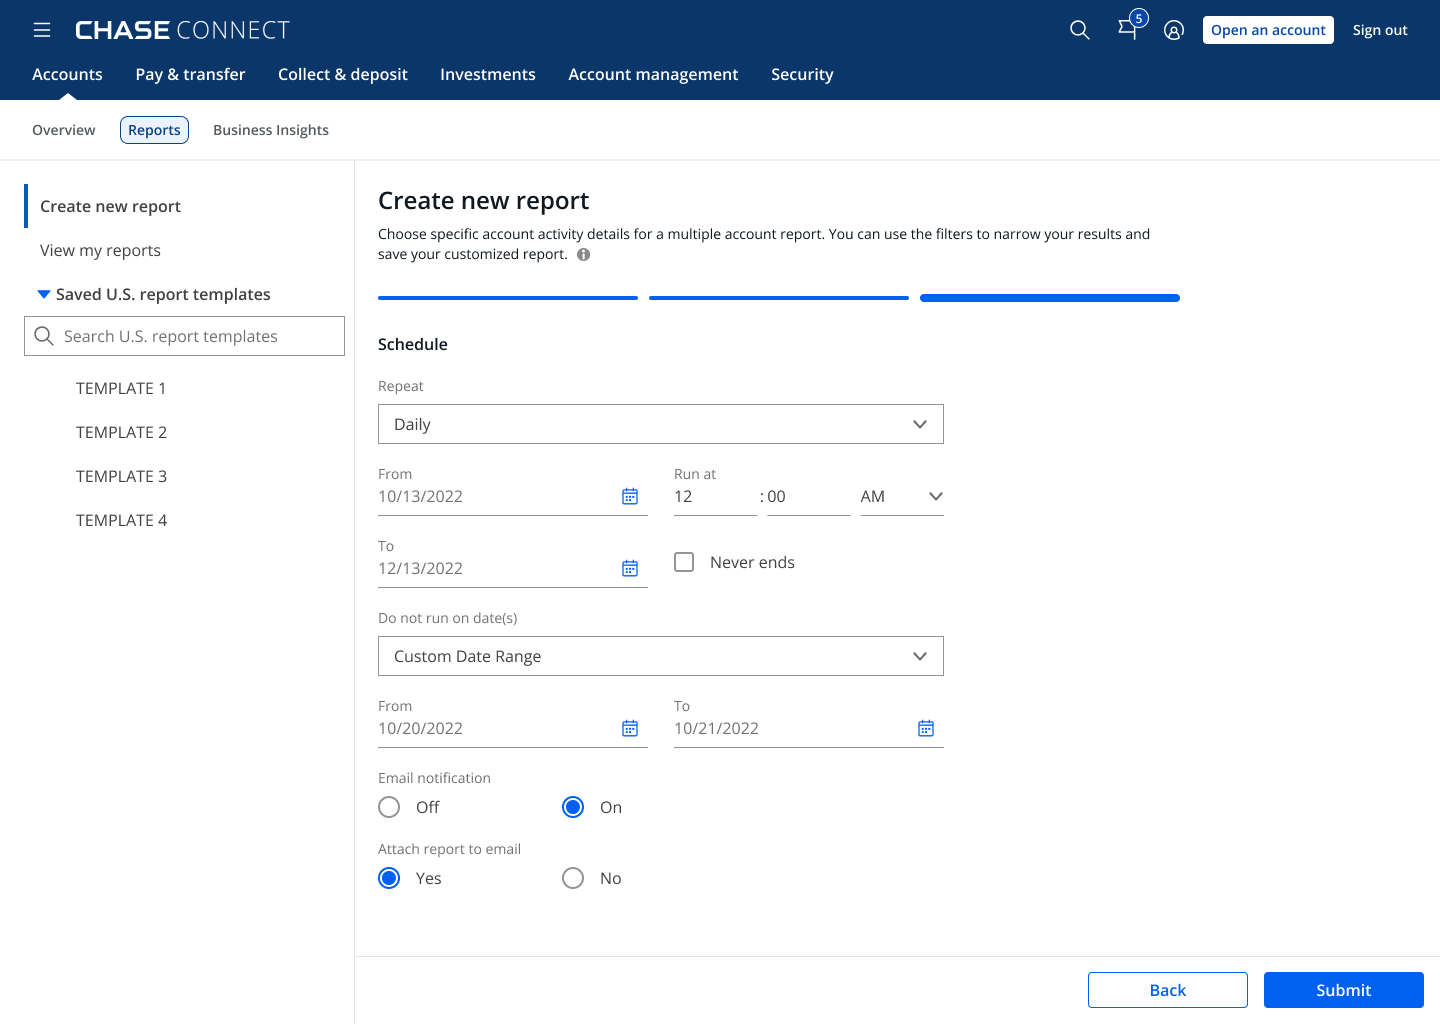 CHASE CONNECT
5
Open an account
Sign out
Accounts
Pay & transfer
Collect & deposit
Investments
Account management
Security
Overview
Reports
Business Insights
Create new report
View my reports
Saved U.S. report templates
Search U.S. report templates
TEMPLATE 1
TEMPLATE 2
TEMPLATE 3
TEMPLATE 4
Create new report
Choose specific account activity details for a multiple account report. You can use the filters to narrow your results and
save your customized report.
Schedule
Repeat
Daily
From
10/13/2022
Run at
12 : 00 AM
To
12/13/2022
Never ends
Do not run on date(s)
Custom Date Range
From
10/20/2022
To
10/21/2022
Email notification
Off
On
Attach report to email
Yes
No
Back
Submit